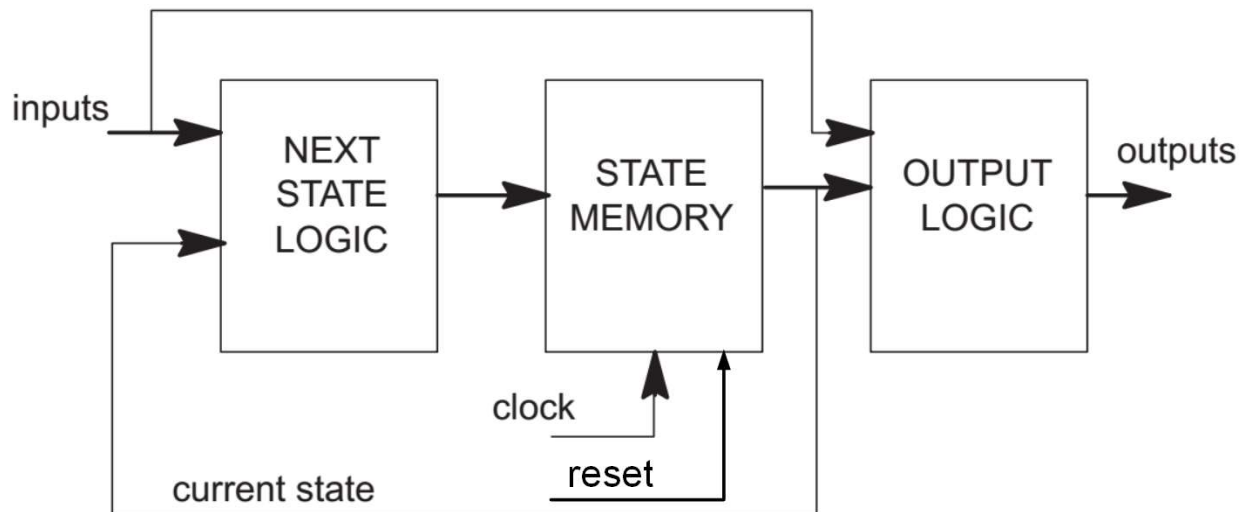 inputs
NEXT
STATE
LOGIC
STATE
MEMORY
OUTPUT
LOGIC
outputs
clock
reset
current state